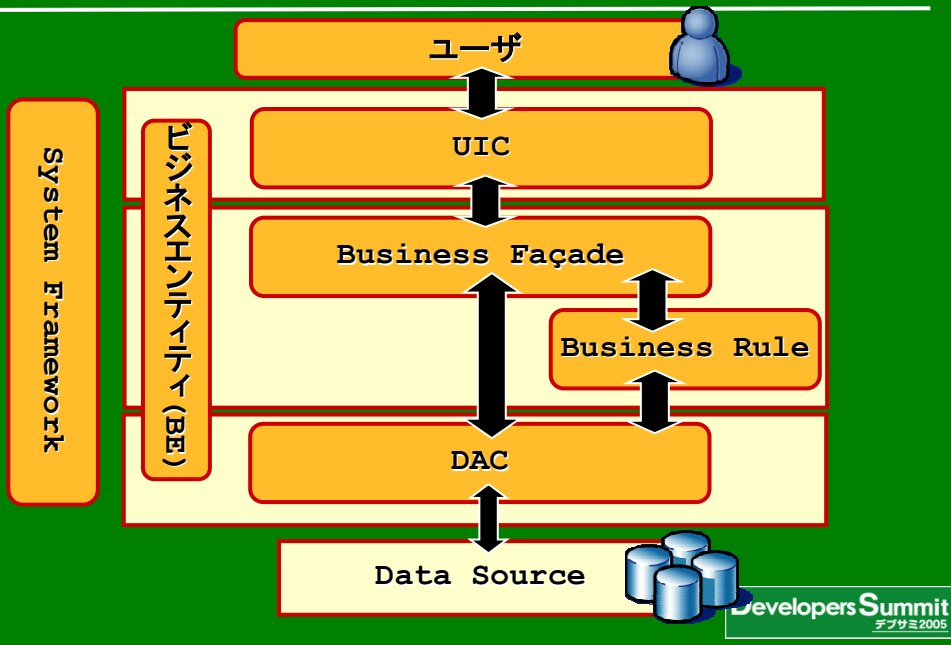 ユーザ
System Framework
ビジネスエンティティ(BE)
UIC
Business Façade
Business Rule
DAC
Data Source
Developers Summit
デブサミ2005